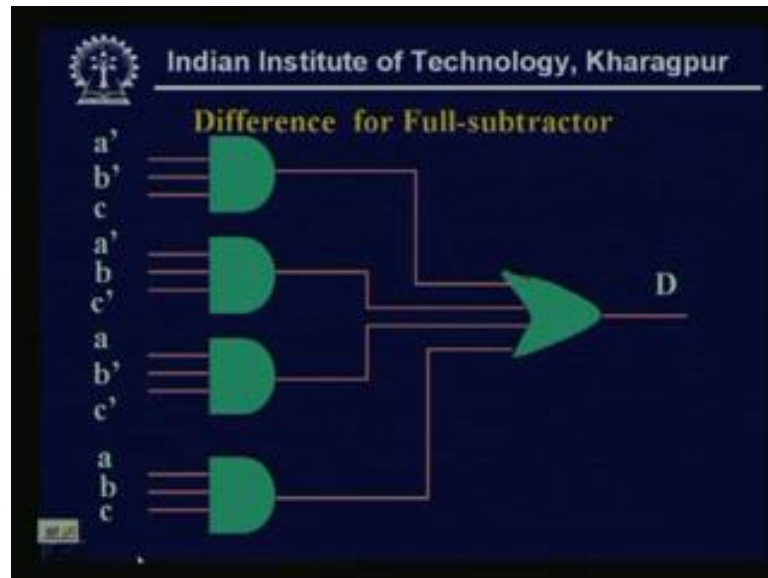 Indian Institute of Technology, Kharagpur
Difference for Full-subtractor
a’
b’
c
a’
b
c’
D
a
b’
c’
a
b
c